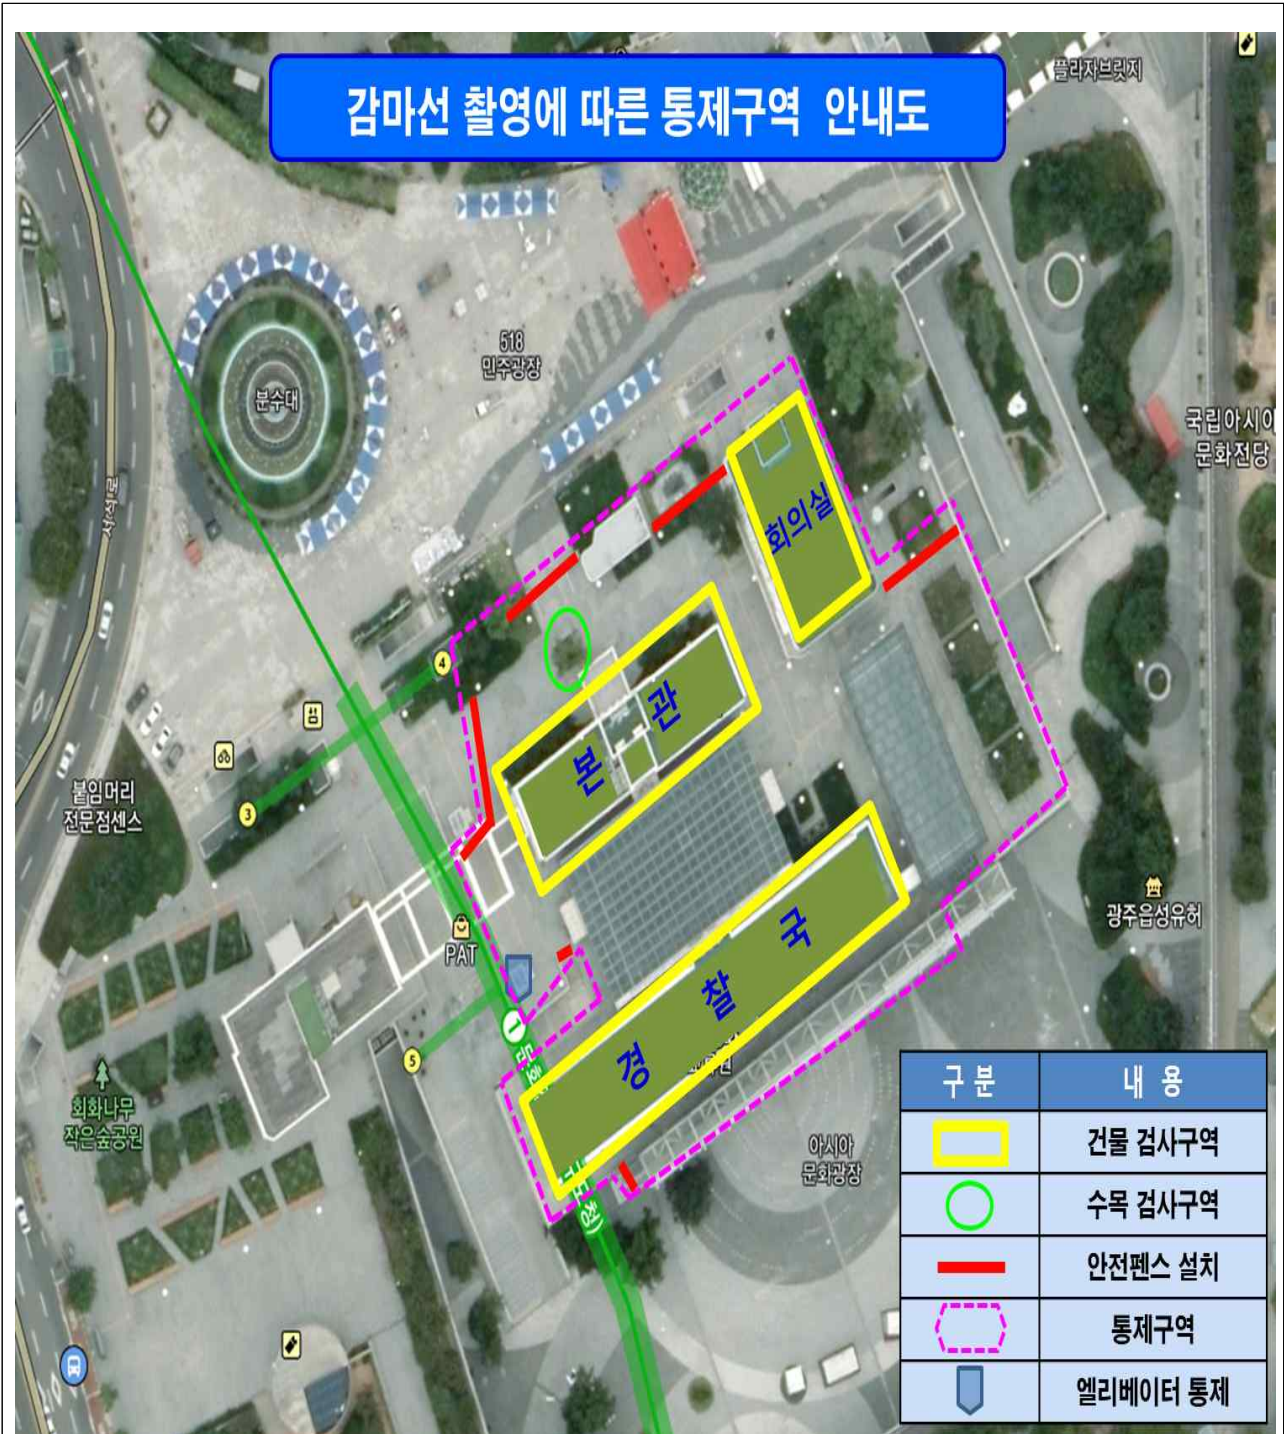 감마선 촬영에 따른 통제구역 안내도
플라자브릿지
518
민주광장
분수대
국립아시아
문화전당
서석로
회의실
4
본관
3
붙임머리
전문점센스
광주읍성유허
PAT
5
1
경찰국
회화나무
작은숲공원
아시아
문화광장
구분 내용
건물 검사구역
수목 검사구역
안전펜스 설치
통제구역
엘리베이터 통제